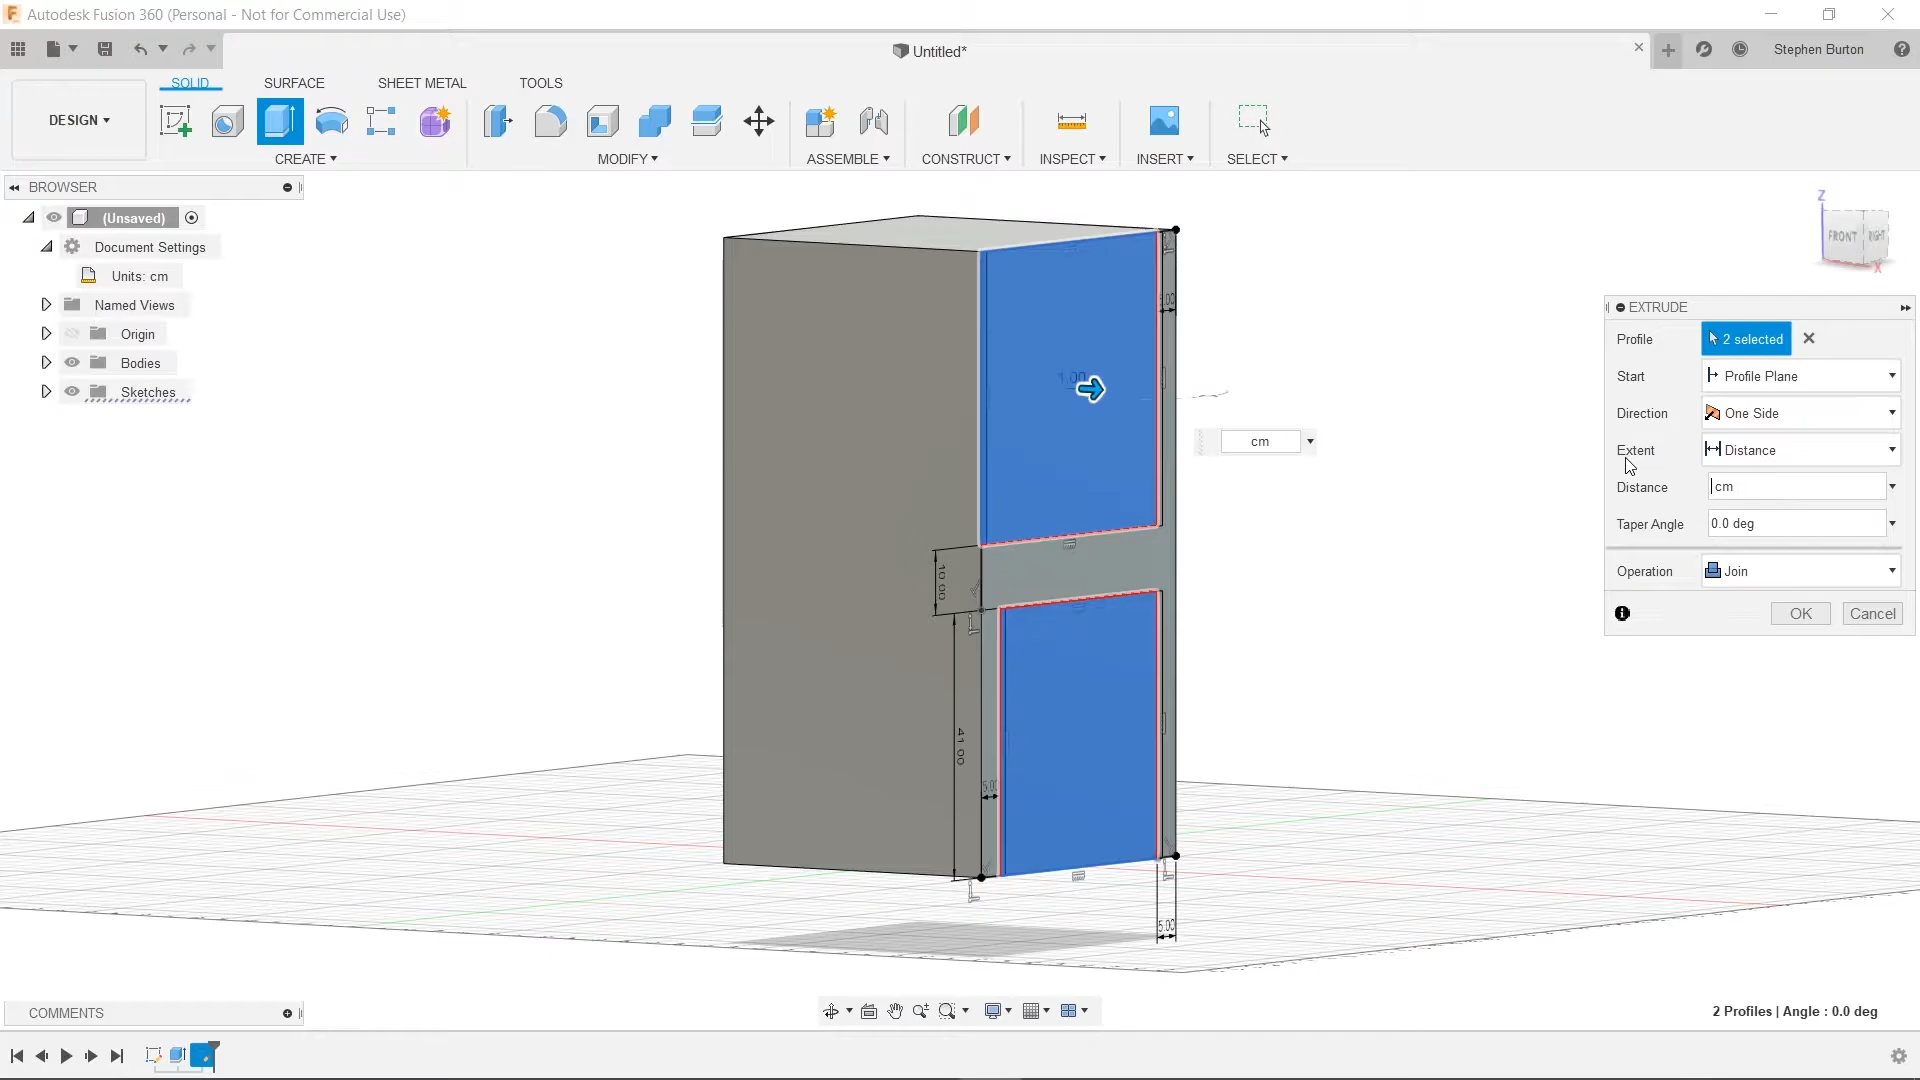 Autodesk Fusion 360 (Personal - Not for Commercial Use)
Untitled*
Stephen Burton
DESIGN
SOLID
SURFACE
SHEET METAL
TOOLS
CREATE
MODIFY
ASSEMBLE
CONSTRUCT
INSPECT
INSERT
SELECT
BROWSER
(Unsaved)
Document Settings
Units: cm
Named Views
Origin
Bodies
Sketches
Z
FRONT
RIGHT
X
EXTRUDE
Profile
2 selected
Start
Profile Plane
Direction
One Side
Extent
Distance
Distance
cm
Taper Angle
0.0 deg
Operation
Join
OK
Cancel
cm
10.00
41.00
5.00
5.00
COMMENTS
2 Profiles | Angle : 0.0 deg